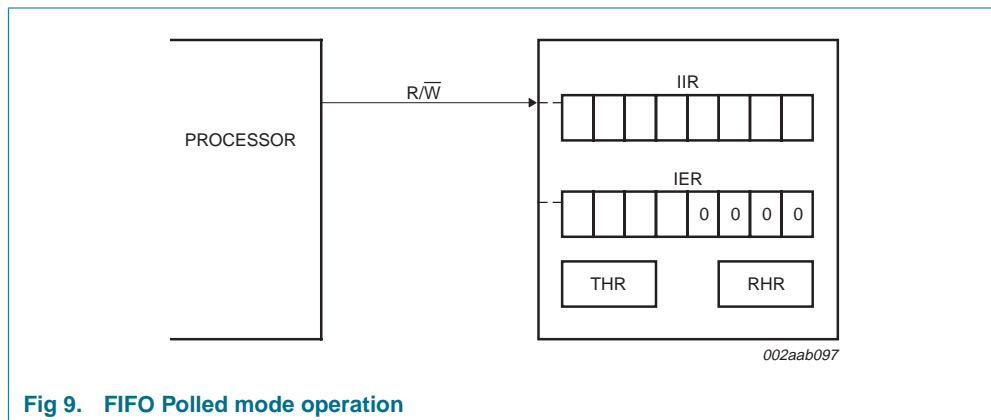 IIR
R/W̅
PROCESSOR
IER
0 0 0 0
THR RHR
002aab097
Fig 9. FIFO Polled mode operation